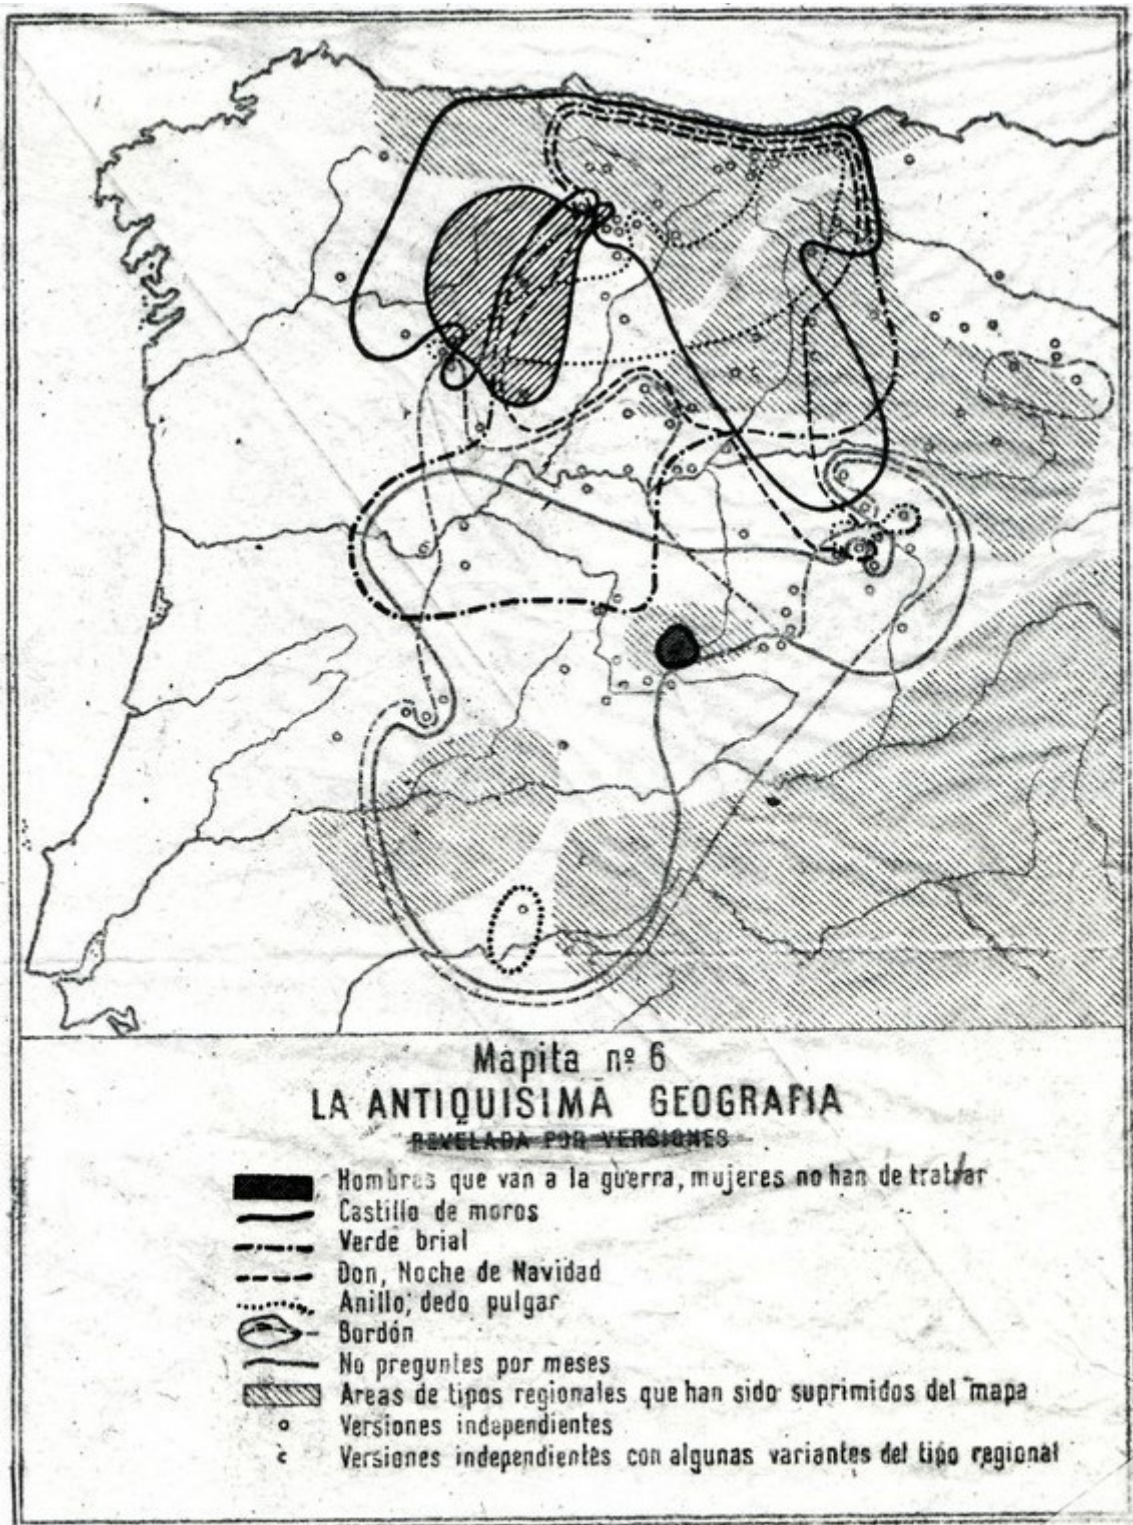 Mapita nº 6
LA ANTIQUISIMA GEOGRAFIA
REVELADA POR VERSIONES
Hombres que van a la guerra, mujeres no han de tratar
Castillo de moros
Verde brial
Don, Noche de Navidad
Anillo; dedo pulgar
Bordón
No preguntes por meses
Areas de tipos regionales que han sido suprimidos del mapa
Versiones independientes
c Versiones independientes con algunas variantes del tipo regional